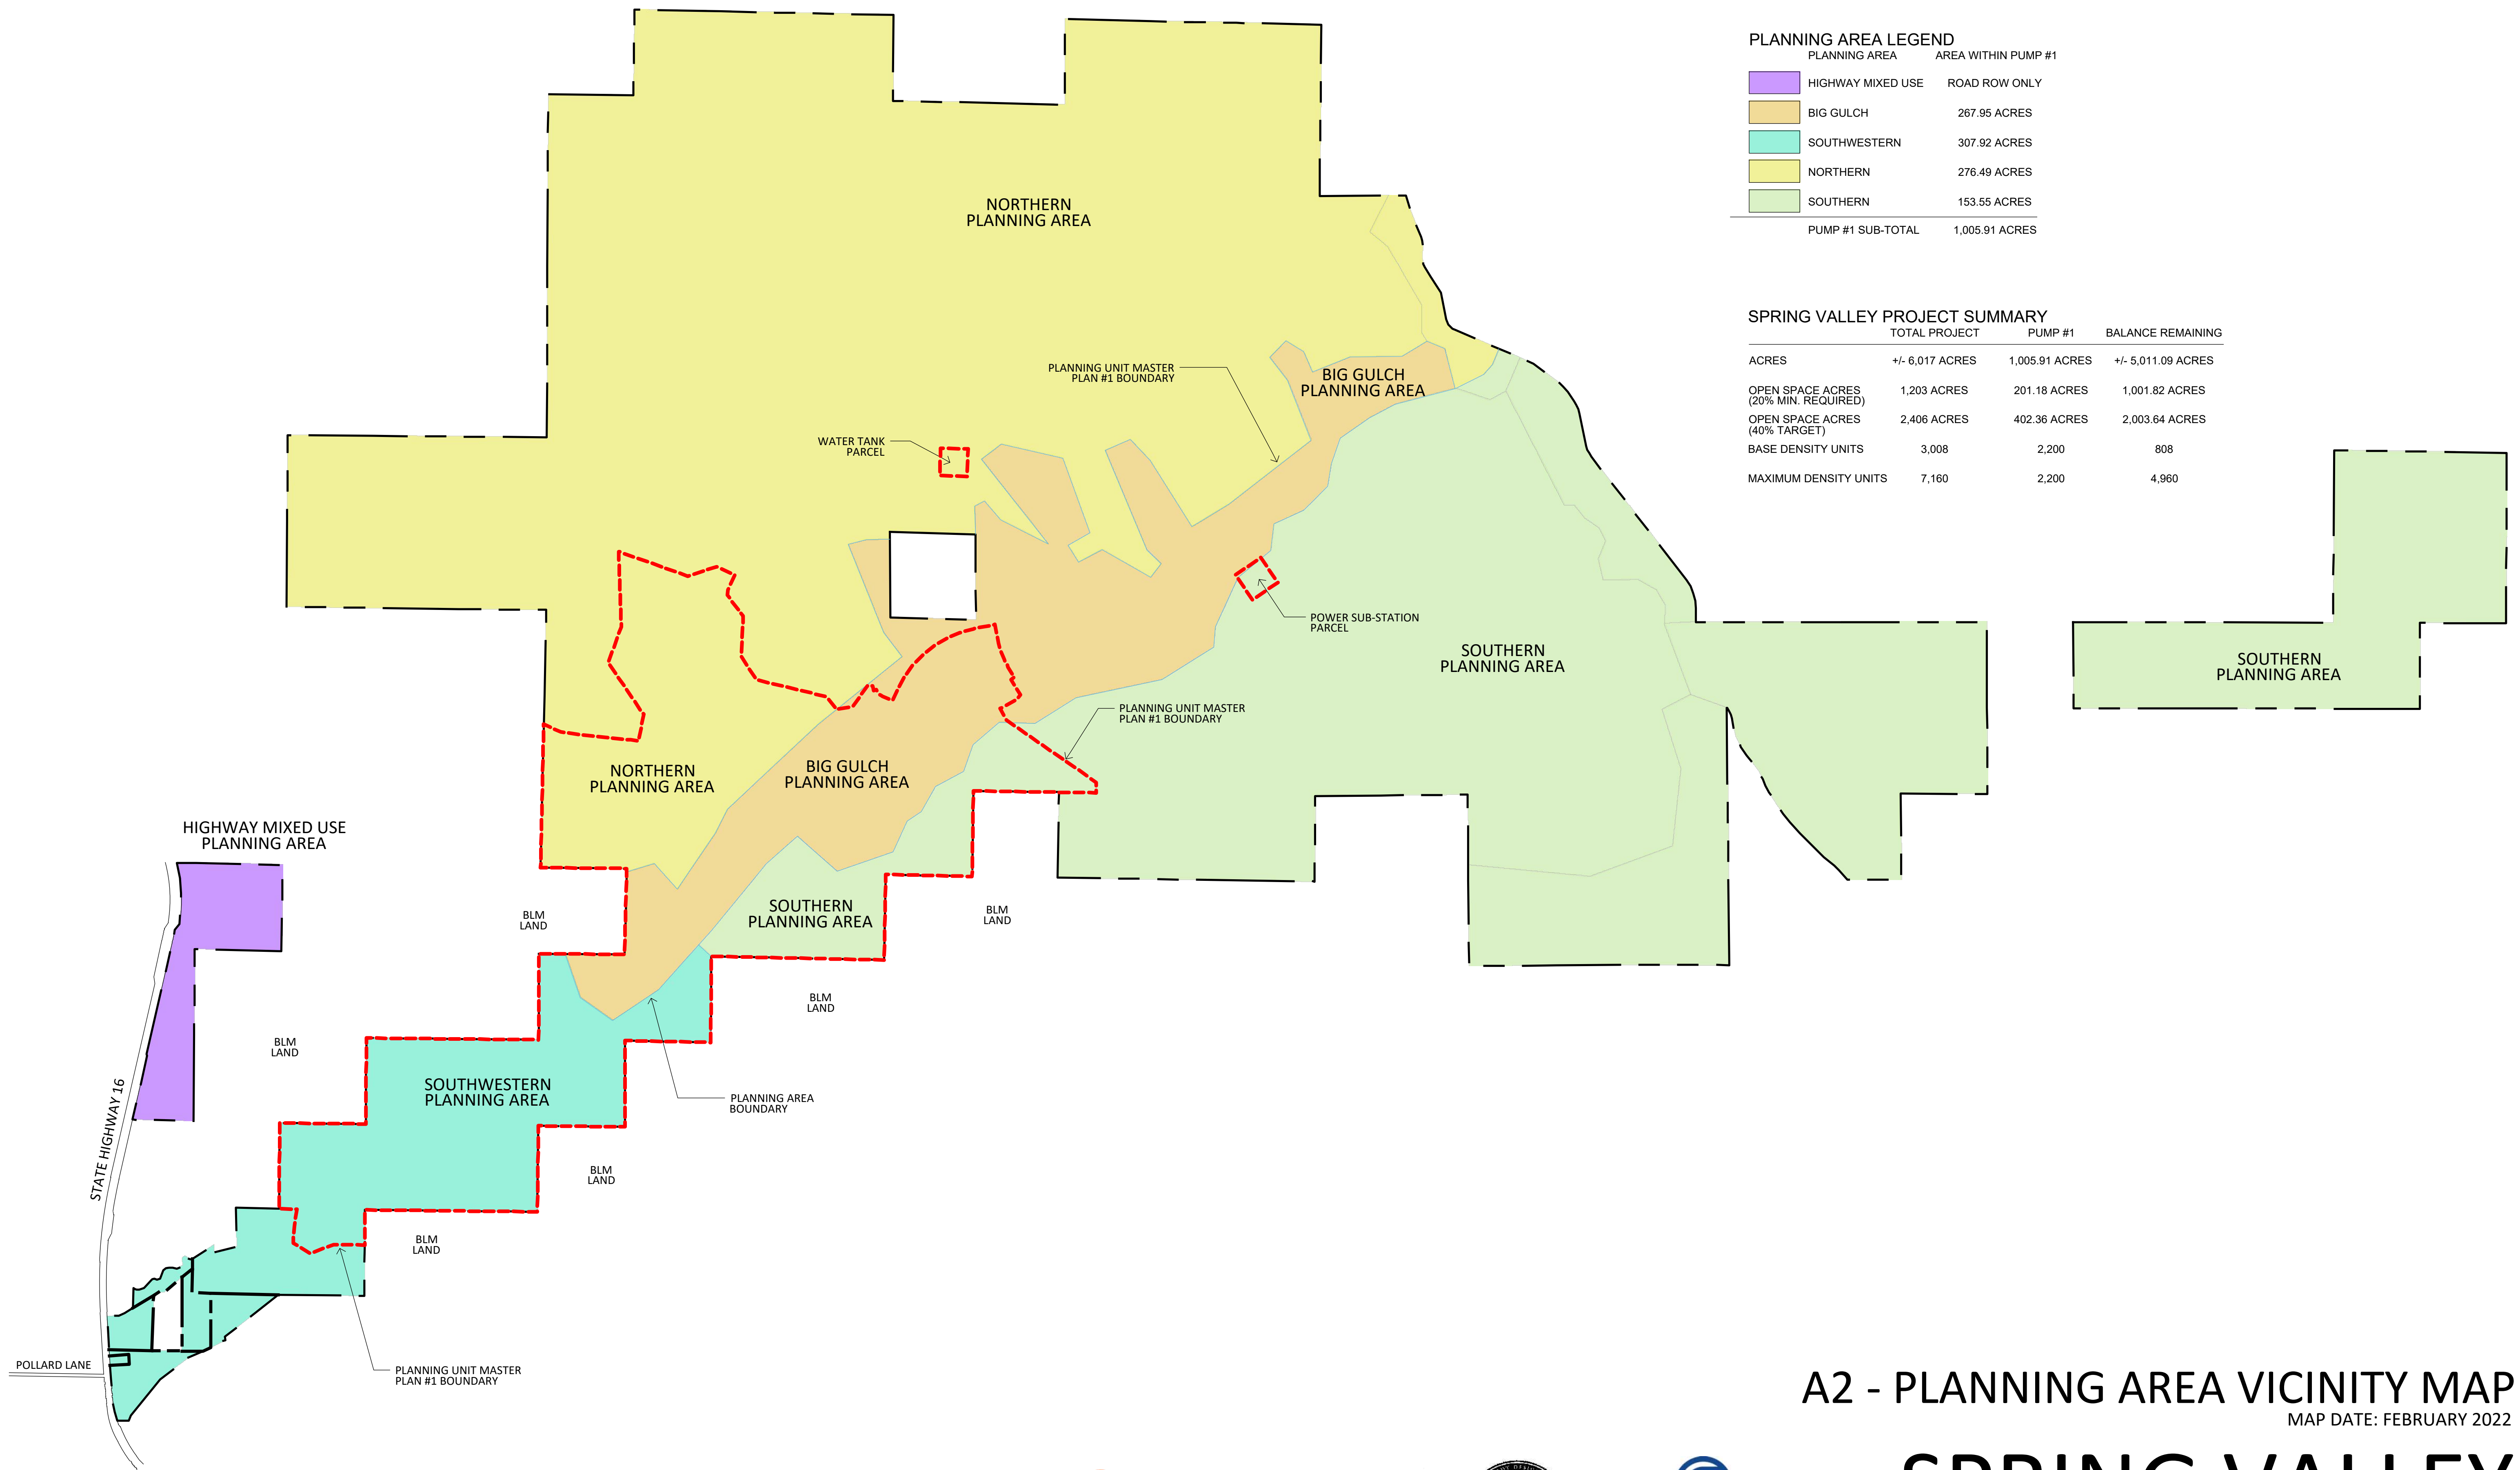 PLANNING AREA LEGEND
PLANNING AREA AREA WITHIN PUMP #1
HIGHWAY MIXED USE ROAD ROW ONLY
BIG GULCH 267.95 ACRES
SOUTHWESTERN 307.92 ACRES
NORTHERN 276.49 ACRES
SOUTHERN 153.55 ACRES
PUMP #1 SUB-TOTAL 1,005.91 ACRES
SPRING VALLEY PROJECT SUMMARY
TOTAL PROJECT PUMP #1 BALANCE REMAINING
ACRES +/- 6,017 ACRES 1,005.91 ACRES +/- 5,011.09 ACRES
OPEN SPACE ACRES 1,203 ACRES 201.18 ACRES 1,001.82 ACRES
(20% MIN. REQUIRED)
OPEN SPACE ACRES 2,406 ACRES 402.36 ACRES 2,003.64 ACRES
(40% TARGET)
BASE DENSITY UNITS 3,008 2,200 808
MAXIMUM DENSITY UNITS 7,160 2,200 4,960
NORTHERN
PLANNING AREA
PLANNING UNIT MASTER
PLAN #1 BOUNDARY
BIG GULCH
PLANNING AREA
WATER TANK
PARCEL
POWER SUB-STATION
PARCEL
SOUTHERN
PLANNING AREA
SOUTHERN
PLANNING AREA
PLANNING UNIT MASTER
PLAN #1 BOUNDARY
NORTHERN
PLANNING AREA
BIG GULCH
PLANNING AREA
HIGHWAY MIXED USE
PLANNING AREA
SOUTHERN
PLANNING AREA
BLM
LAND
BLM
LAND
BLM
LAND
BLM
LAND
STATE HIGHWAY 16
SOUTHWESTERN
PLANNING AREA
PLANNING AREA
BOUNDARY
BLM
LAND
BLM
LAND
POLLARD LANE
PLANNING UNIT MASTER
PLAN #1 BOUNDARY
A2 - PLANNING AREA VICINITY MAP
MAP DATE: FEBRUARY 2022
SPRING VALLEY